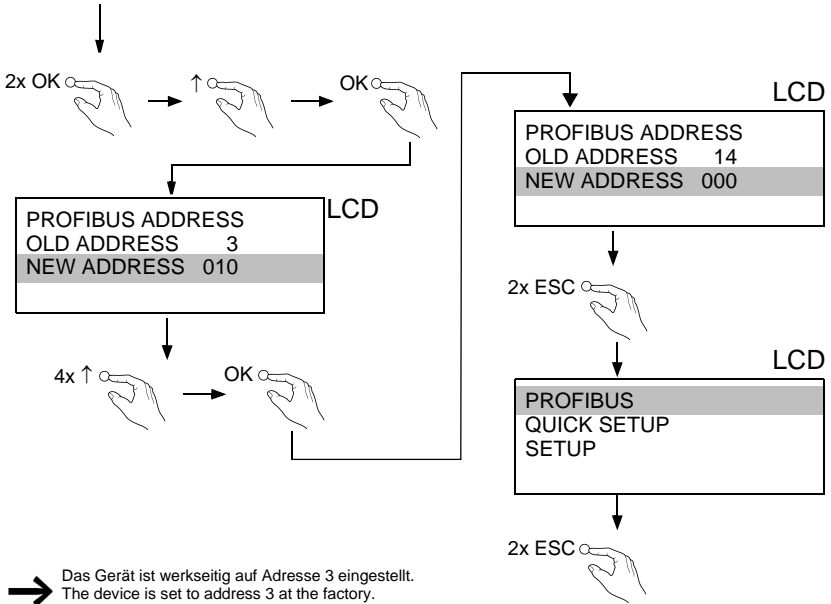 2x OK
↑
OK
LCD
PROFIBUS ADDRESS
OLD ADDRESS 3
NEW ADDRESS 010
4x ↑
OK
LCD
PROFIBUS ADDRESS
OLD ADDRESS 14
NEW ADDRESS 000
2x ESC
LCD
PROFIBUS
QUICK SETUP
SETUP
2x ESC
Das Gerät ist werkseitig auf Adresse 3 eingestellt.
The device is set to address 3 at the factory.